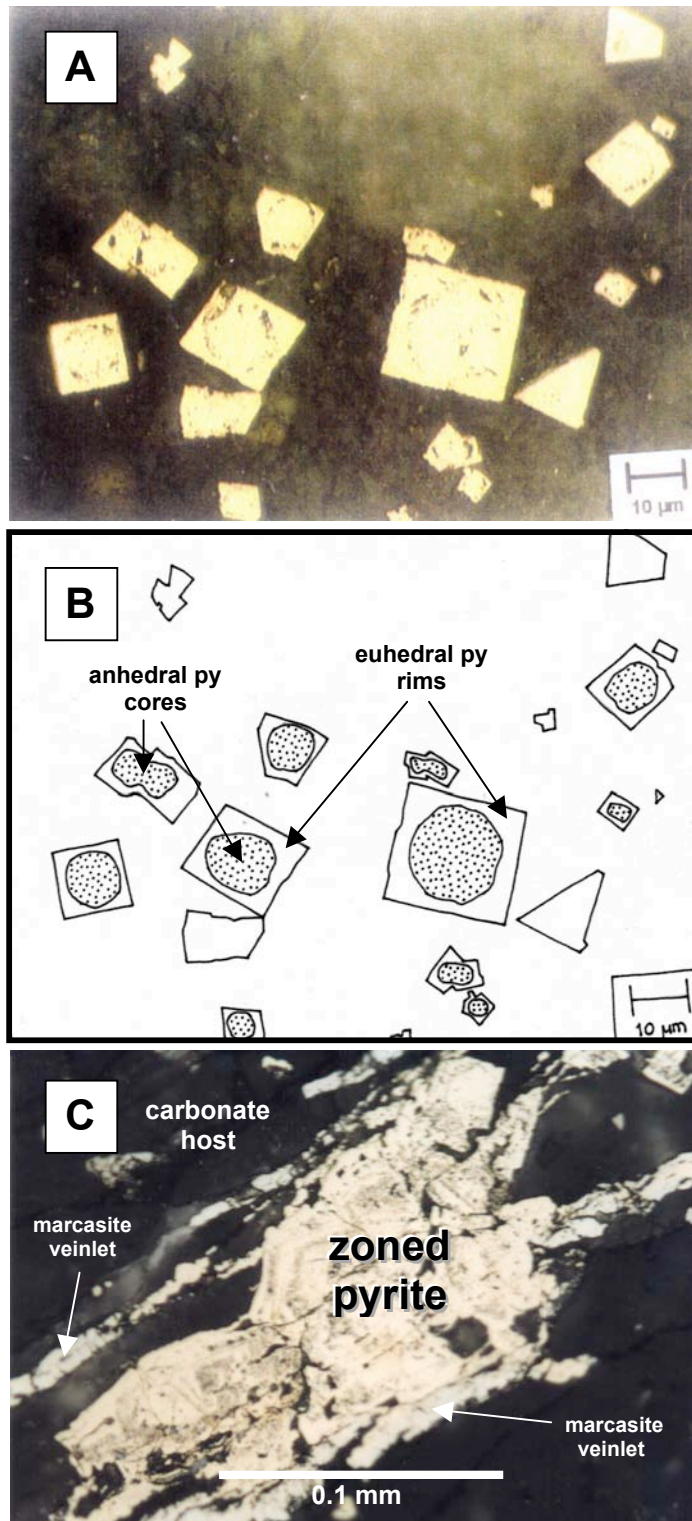 A
10 µm
B
anhedral py
cores
euhedral py
rims
10 µm
C
carbonate
host
marcasite
veinlet
zoned
pyrite
marcasite
veinlet
0.1 mm